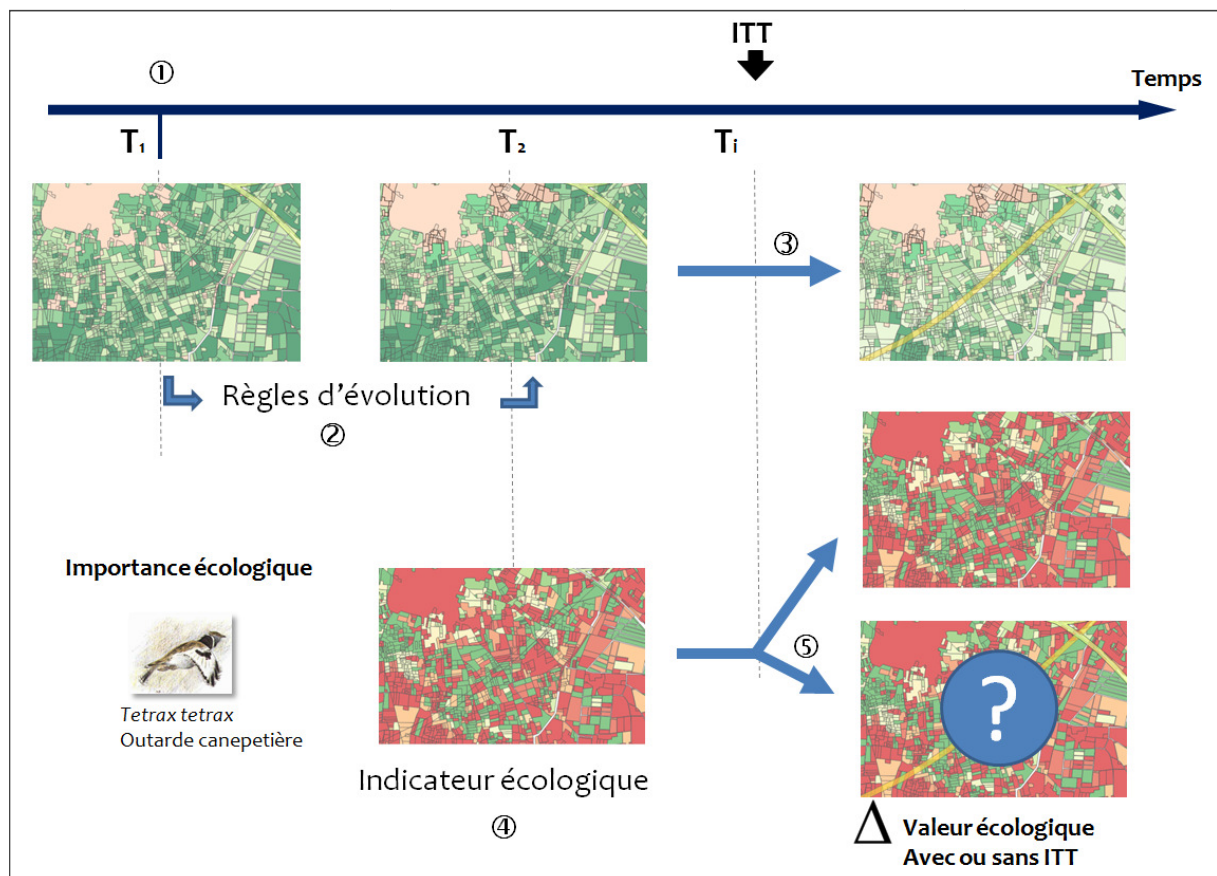 ITT
①
Temps
T₁
T₂
Tᵢ
③
Règles d'évolution
②
Importance écologique
Tetrax tetrax
Outarde canepetière
⑤
?
Indicateur écologique
④
Δ Valeur écologique
Avec ou sans ITT